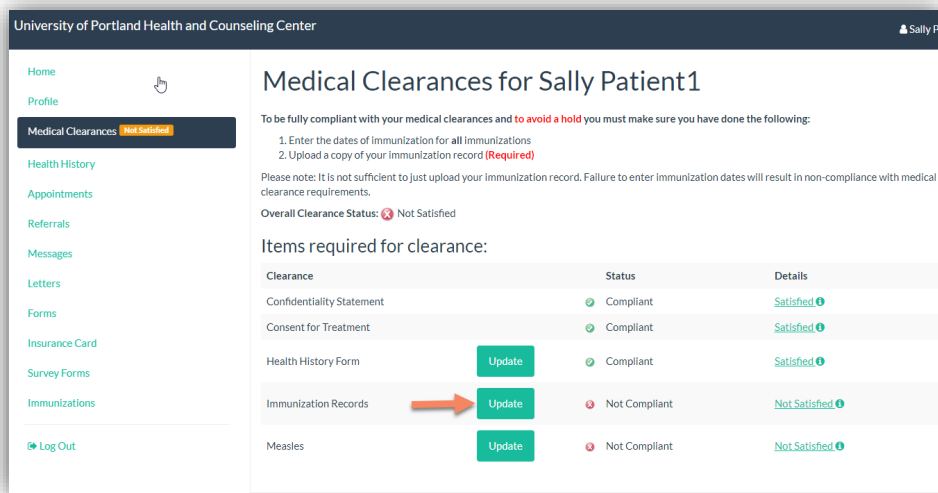 University of Portland Health and Counseling Center
Sally P
Home
Profile
Medical Clearances Not Satisfied
Health History
Appointments
Referrals
Messages
Letters
Forms
Insurance Card
Survey Forms
Immunizations
Log Out
Medical Clearances for Sally Patient1
To be fully compliant with your medical clearances and to avoid a hold you must make sure you have done the following:
1. Enter the dates of immunization for all immunizations
2. Upload a copy of your immunization record (Required)
Please note: It is not sufficient to just upload your immunization record. Failure to enter immunization dates will result in non-compliance with medical
clearance requirements.
Overall Clearance Status: Not Satisfied
Items required for clearance:
Clearance Status Details
Confidentiality Statement Compliant Satisfied
Consent for Treatment Compliant Satisfied
Health History Form Update Compliant Satisfied
Immunization Records Update Not Compliant Not Satisfied
Measles Update Not Compliant Not Satisfied